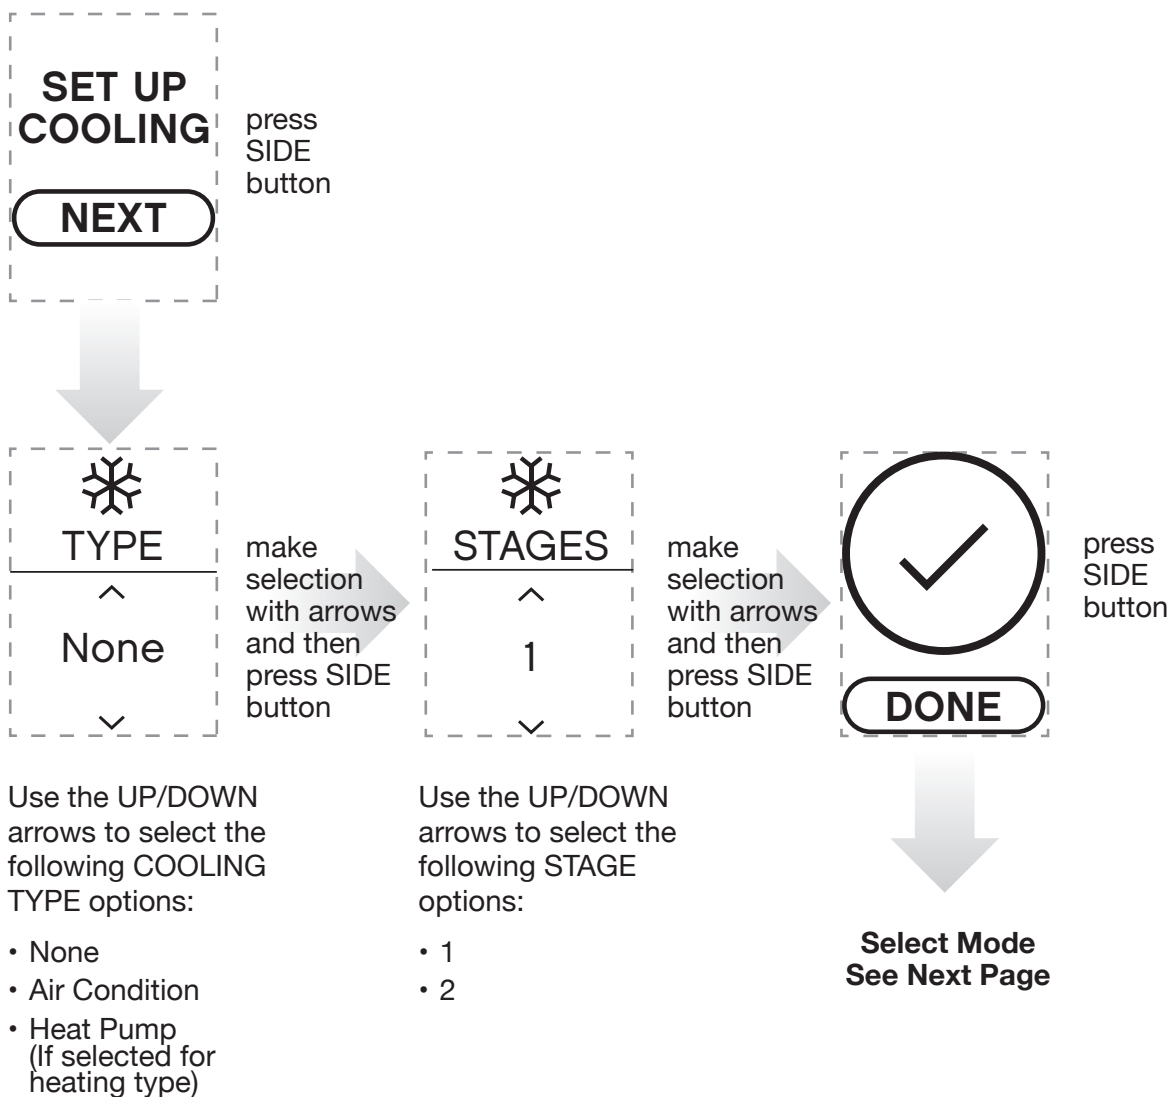 SET UP
COOLING
NEXT
press
SIDE
button
TYPE
None
make
selection
with arrows
and then
press SIDE
button
STAGES
1
make
selection
with arrows
and then
press SIDE
button
DONE
press
SIDE
button
Use the UP/DOWN
arrows to select the
following COOLING
TYPE options:
• None
• Air Condition
• Heat Pump
(If selected for
heating type)
Use the UP/DOWN
arrows to select the
following STAGE
options:
• 1
• 2
Select Mode
See Next Page